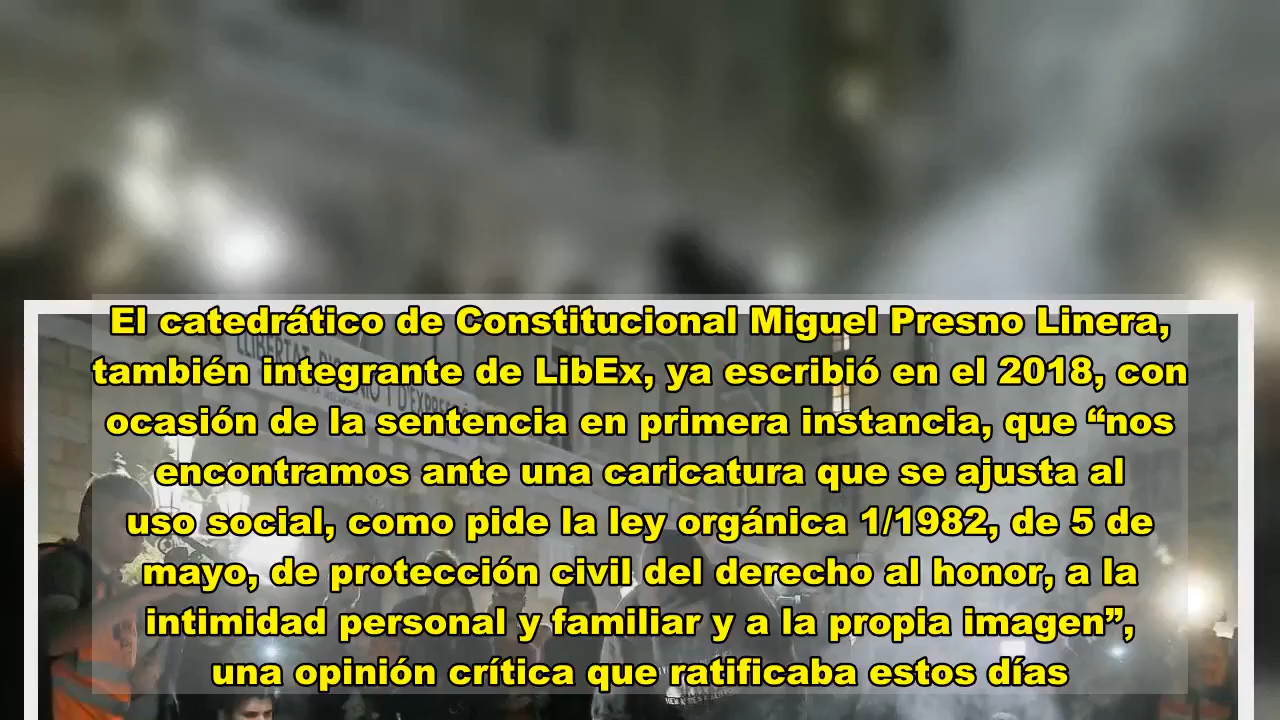 El catedrático de Constitucional Miguel Presno Linera,
también integrante de LibEx, ya escribió en el 2018, con
ocasión de la sentencia en primera instancia, que “nos
encontramos ante una caricatura que se ajusta al
uso social, como pide la ley orgánica 1/1982, de 5 de
mayo, de protección civil del derecho al honor, a la
intimidad personal y familiar y a la propia imagen”,
una opinión crítica que ratificaba estos días
LLIBERTAT D'OPINIÓ I D'EXPRESSIÓ